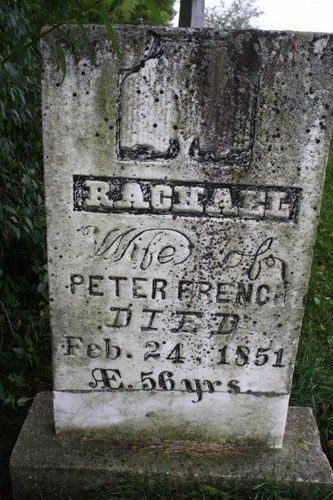 RACHAEL
Wife of
PETER FRENCH
DIED
Feb. 24, 1851
Æ. 56 yrs.